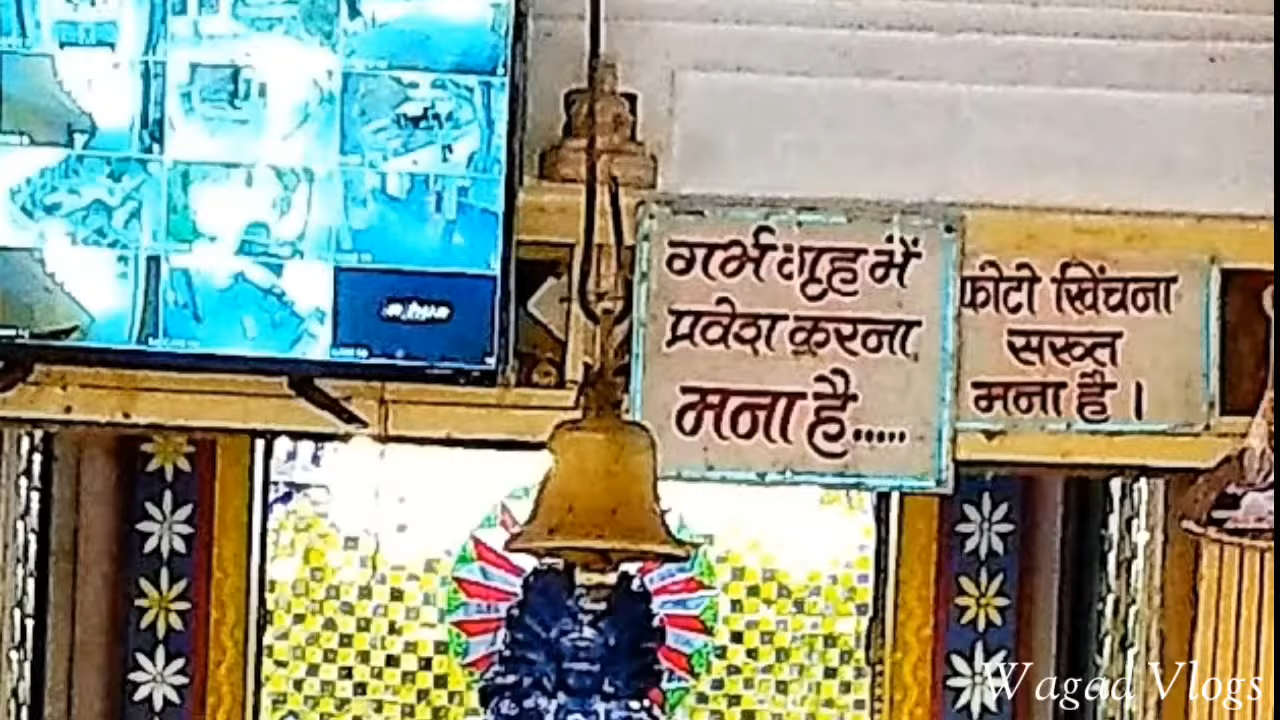 गर्भ गृह में
प्रवेश करना
मना है.....
फोटो खिंचना
सख्त
मना है ।
Wagad Vlogs